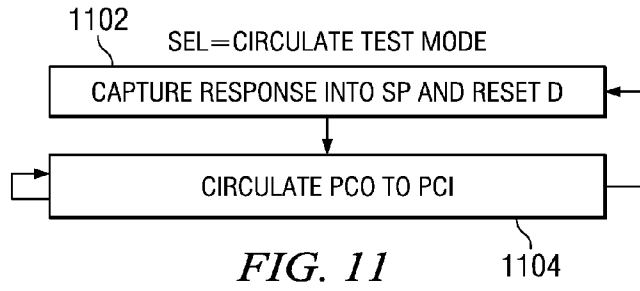 1102
SEL=CIRCULATE TEST MODE
CAPTURE RESPONSE INTO SP AND RESET D
CIRCULATE PCO TO PCI
FIG. 11
1104